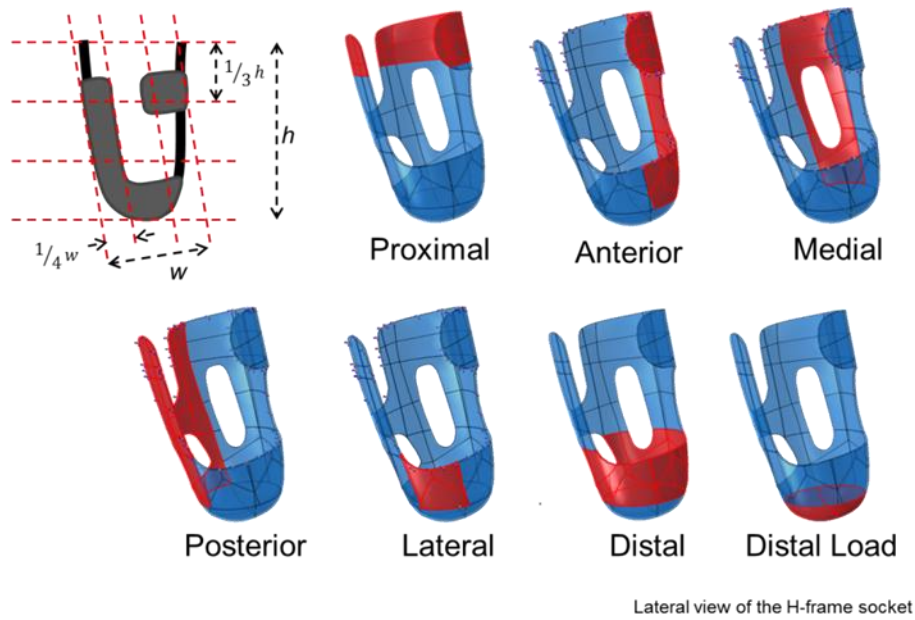 1/3 h
h
1/4 w
w
Proximal
Anterior
Medial
Posterior
Lateral
Distal
Distal Load
Lateral view of the H-frame socket